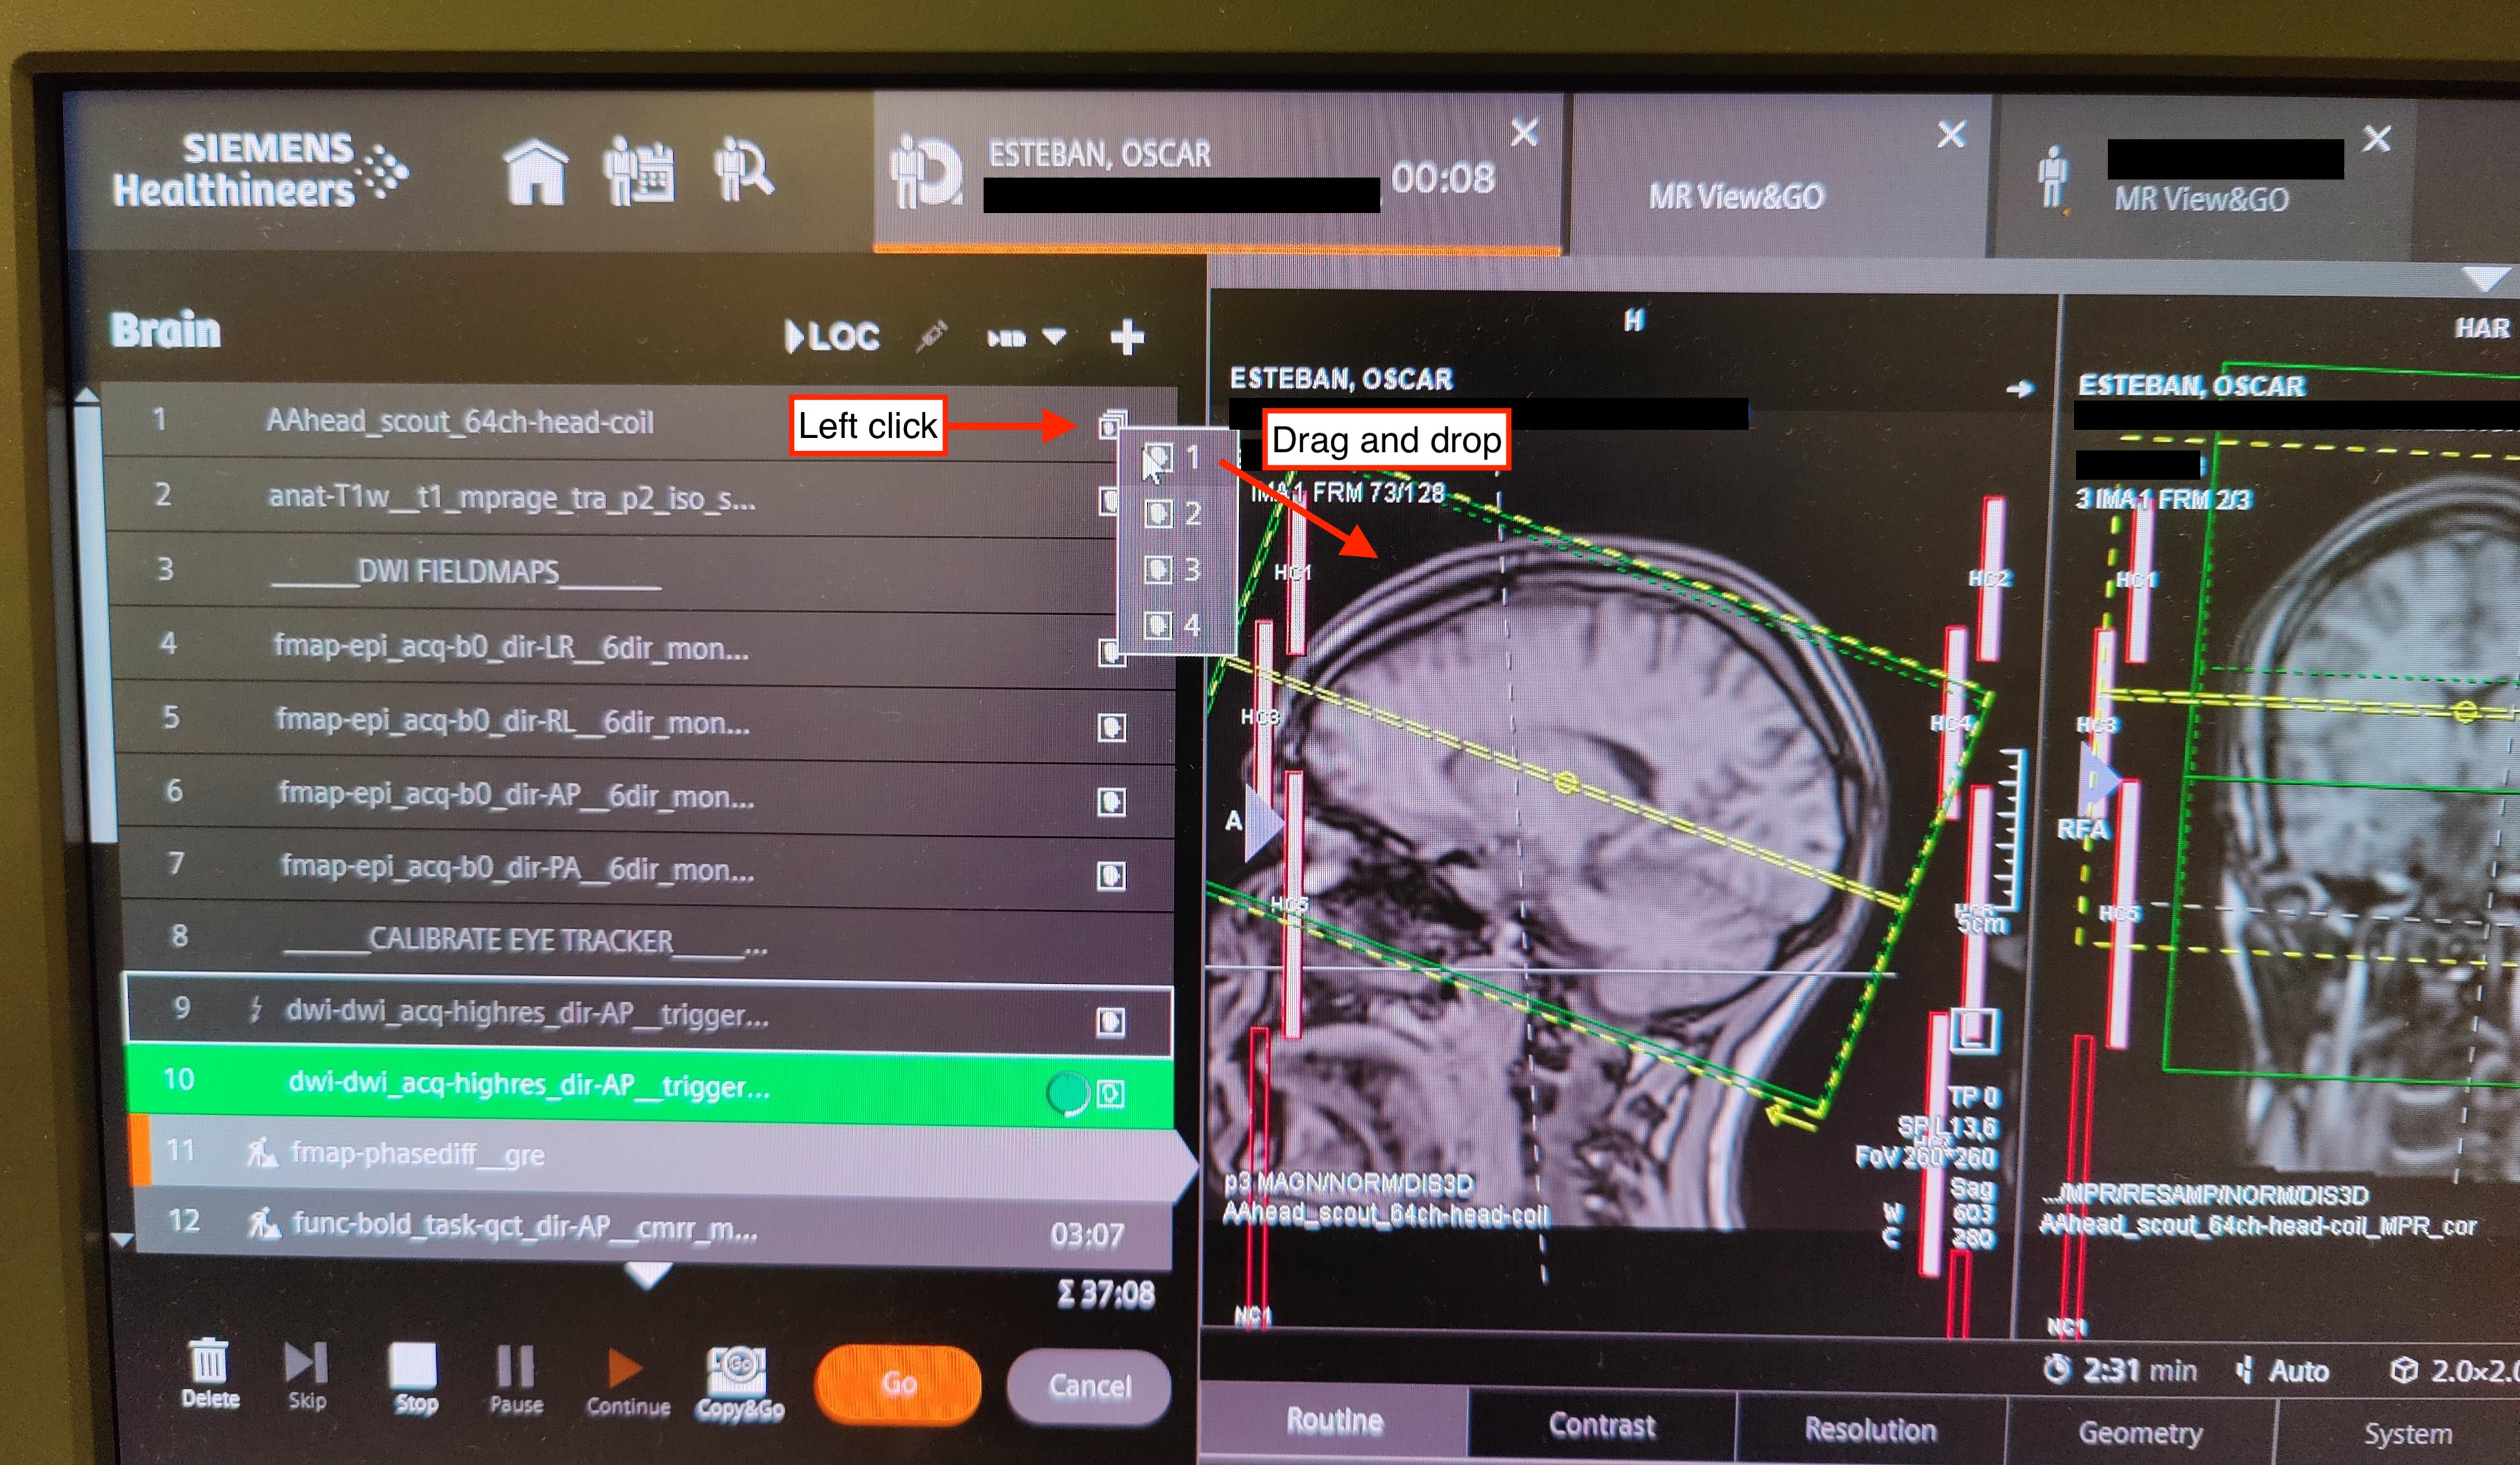 SIEMENS
Healthineers
ESTEBAN, OSCAR
00:08
MR View&GO
MR View&GO
Brain
LOC
1 AAhead_scout_64ch-head-coil
2 anat-T1w__t1_mprage_tra_p2_iso_s...
3 ______DWI FIELDMAPS_______
4 fmap-epi_acq-b0_dir-LR__6dir_mon...
5 fmap-epi_acq-b0_dir-RL__6dir_mon...
6 fmap-epi_acq-b0_dir-AP__6dir_mon...
7 fmap-epi_acq-b0_dir-PA__6dir_mon...
8 ______CALIBRATE EYE TRACKER_____...
9 dwi-dwi_acq-highres_dir-AP__trigger...
10 dwi-dwi_acq-highres_dir-AP__trigger...
11 fmap-phasediff__gre
12 func-bold_task-qct_dir-AP__cmrr_m... 03:07
Σ 37:08
Delete
Skip
Stop
Pause
Continue
Copy&Go
Go
Cancel
Left click
1
2
3
4
Drag and drop
H
ESTEBAN, OSCAR
IMA 1 FRM 73/128
HC1
HC2
HC3
HC4
A
HC5
5cm
TP 0
SP L13,6
FoV 260*260
Sag
W 603
C 280
p3 MAGN/NORM/DIS3D
AAhead_scout_64ch-head-coil
NC1
HAR
ESTEBAN, OSCAR
3 IMA 1 FRM 2/3
HC1
HC3
RFA
HC5
.../MPR/RESAMP/NORM/DIS3D
AAhead_scout_64ch-head-coil_MPR_cor
NC1
2:31 min
Auto
Routine
Contrast
Resolution
Geometry
System